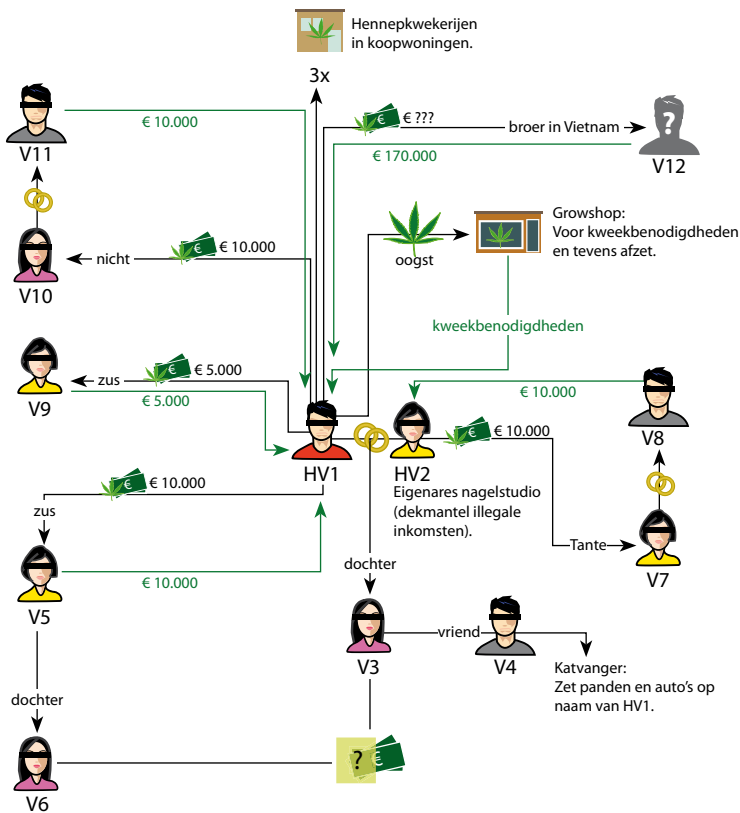 Hennepkwekerijen
in koopwoningen.
3x
€ 10.000
€ ???
broer in Vietnam
?
V11
€ 170.000
V12
Growshop:
Voor kweekbenodigdheden
en tevens afzet.
nicht
€ 10.000
oogst
V10
kweekbenodigdheden
zus
€ 5.000
V9
€ 5.000
€ 10.000
V8
€ 10.000
HV1
HV2
€ 10.000
Eigenares nagelstudio
(dekmantel illegale
inkomsten).
zus
Tante
V7
V5
€ 10.000
dochter
V3
vriend
V4
Katvanger:
Zet panden en auto's op
naam van HV1.
dochter
? €
V6